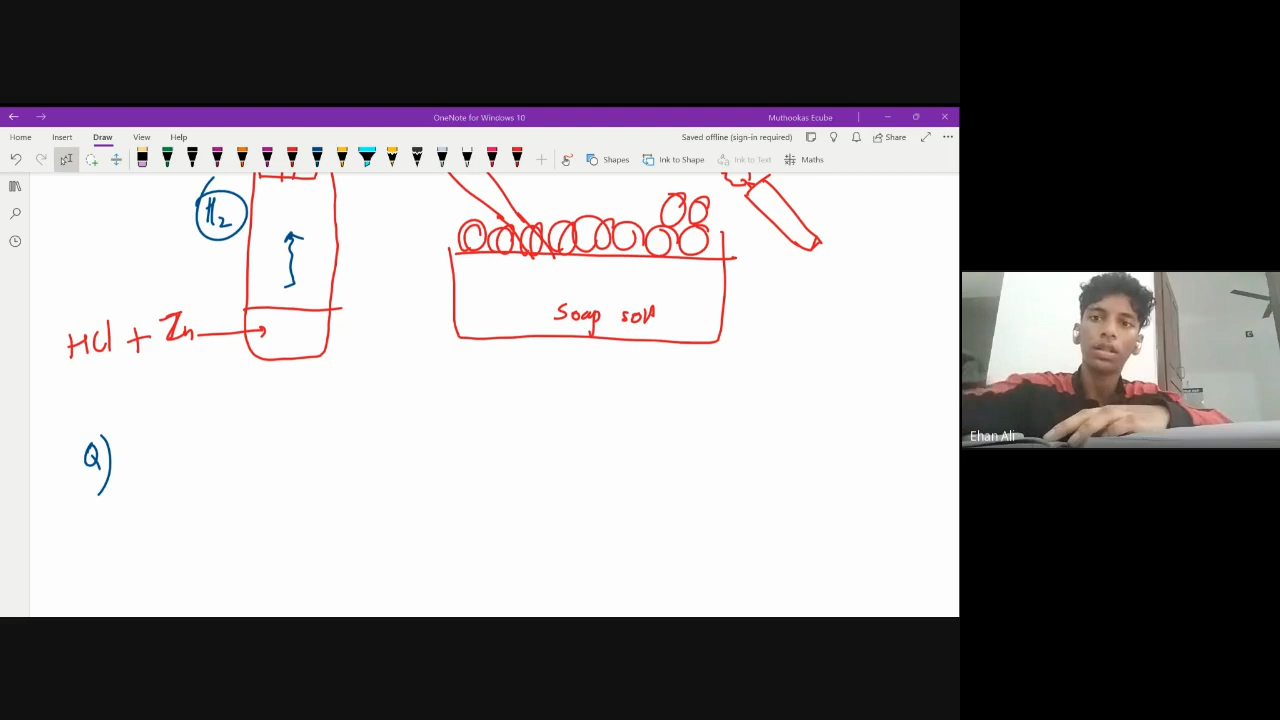 OneNote for Windows 10
Muthookas Ecube
Home Insert Draw View Help
Saved offline (sign-in required)
Share
Shapes
Ink to Shape
Ink to Text
Maths
H2
HCl + Zn
Soap soln
Q)
Ehan Ali